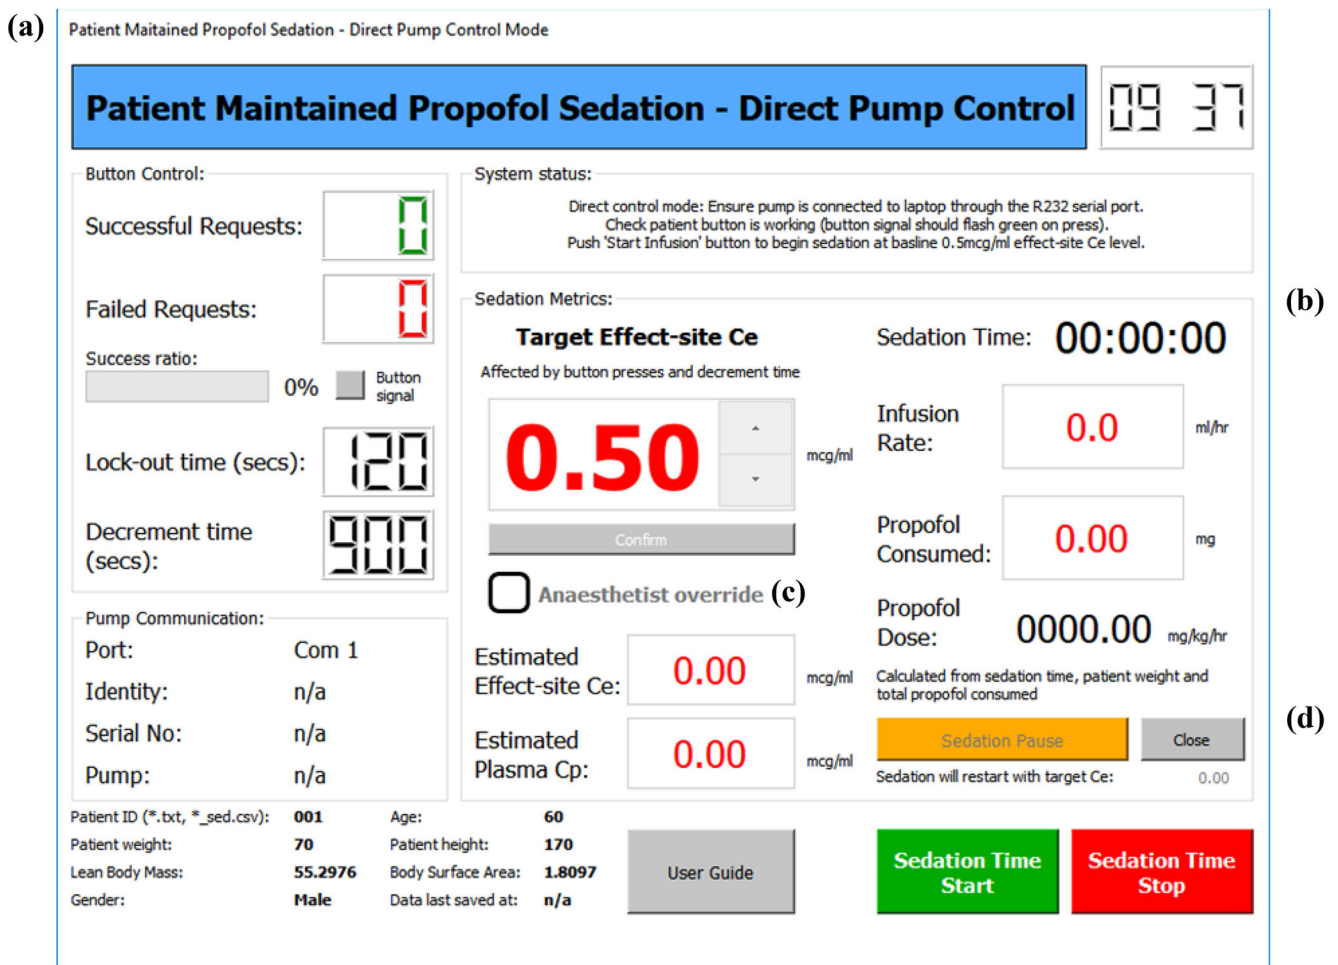 (a)
Patient Maitained Propofol Sedation - Direct Pump Control Mode
Patient Maintained Propofol Sedation - Direct Pump Control
09 37
Button Control:
Successful Requests:
0
Failed Requests:
0
Success ratio:
0%
Button
signal
Lock-out time (secs):
120
Decrement time
(secs):
900
System status:
Direct control mode: Ensure pump is connected to laptop through the R232 serial port.
Check patient button is working (button signal should flash green on press).
Push 'Start Infusion' button to begin sedation at basline 0.5mcg/ml effect-site Ce level.
(b)
Sedation Metrics:
Target Effect-site Ce
Affected by button presses and decrement time
0.50
mcg/ml
Confirm
Anaesthetist override
(c)
Estimated
Effect-site Ce:
0.00
mcg/ml
Estimated
Plasma Cp:
0.00
mcg/ml
Sedation Time:
00:00:00
Infusion
Rate:
0.0
ml/hr
Propofol
Consumed:
0.00
mg
Propofol
Dose:
0000.00
mg/kg/hr
Calculated from sedation time, patient weight and
total propofol consumed
(d)
Sedation Pause
Close
Sedation will restart with target Ce:
0.00
Pump Communication:
Port: Com 1
Identity: n/a
Serial No: n/a
Pump: n/a
Patient ID (*.txt, *_sed.csv): 001 Age: 60
Patient weight: 70 Patient height: 170
Lean Body Mass: 55.2976 Body Surface Area: 1.8097
Gender: Male Data last saved at: n/a
User Guide
Sedation Time
Start
Sedation Time
Stop